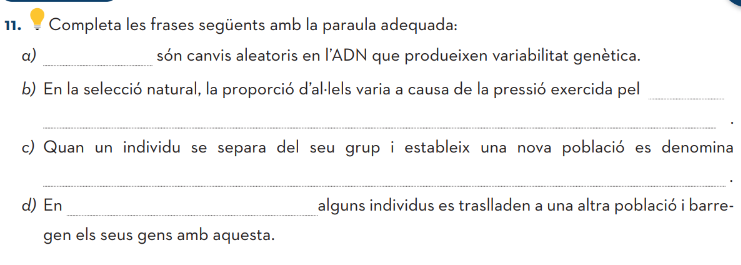 11. Completa les frases següents amb la paraula adequada:
a) són canvis aleatoris en l'ADN que produeixen variabilitat genètica.
b) En la selecció natural, la proporció d'al·lels varia a causa de la pressió exercida pel
.
c) Quan un individu se separa del seu grup i estableix una nova població es denomina
.
d) En alguns individus es traslladen a una altra població i barre-
gen els seus gens amb aquesta.